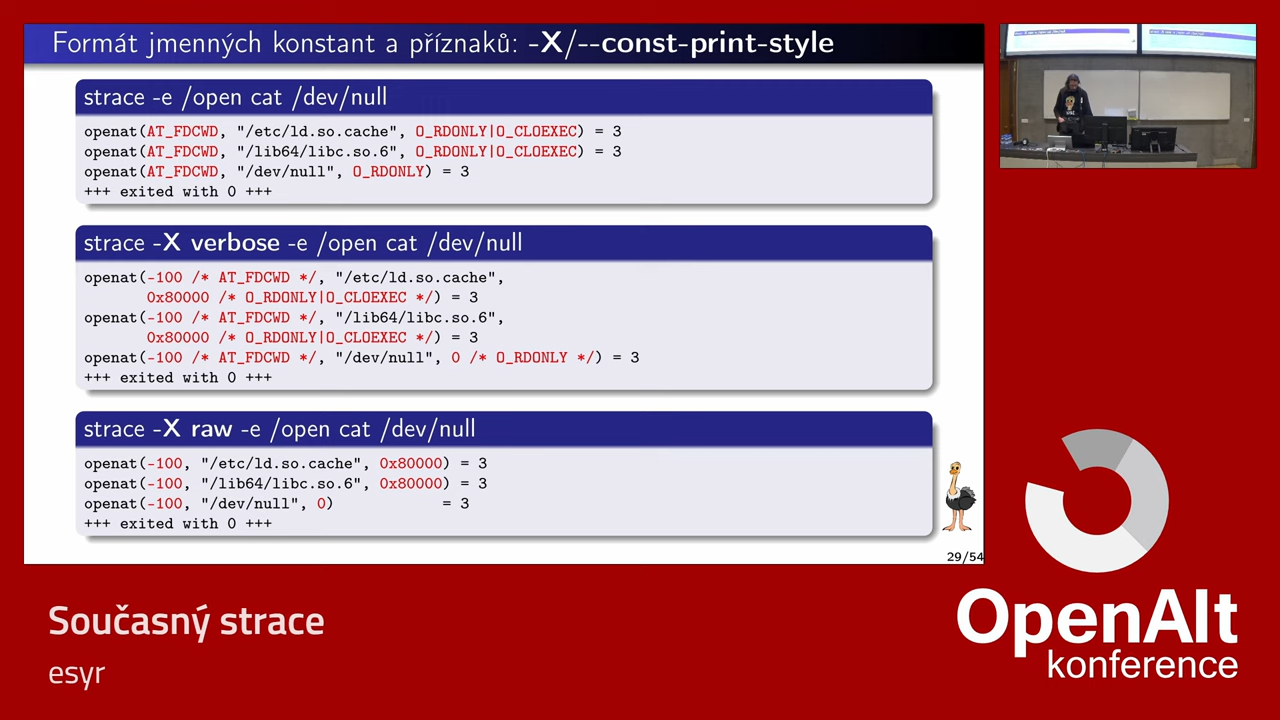 Formát jmenných konstant a příznaků: -X/--const-print-style
strace -e /open cat /dev/null
openat(AT_FDCWD, "/etc/ld.so.cache", O_RDONLY|O_CLOEXEC) = 3
openat(AT_FDCWD, "/lib64/libc.so.6", O_RDONLY|O_CLOEXEC) = 3
openat(AT_FDCWD, "/dev/null", O_RDONLY) = 3
+++ exited with 0 +++
strace -X verbose -e /open cat /dev/null
openat(-100 /* AT_FDCWD */, "/etc/ld.so.cache",
0x80000 /* O_RDONLY|O_CLOEXEC */) = 3
openat(-100 /* AT_FDCWD */, "/lib64/libc.so.6",
0x80000 /* O_RDONLY|O_CLOEXEC */) = 3
openat(-100 /* AT_FDCWD */, "/dev/null", 0 /* O_RDONLY */) = 3
+++ exited with 0 +++
strace -X raw -e /open cat /dev/null
openat(-100, "/etc/ld.so.cache", 0x80000) = 3
openat(-100, "/lib64/libc.so.6", 0x80000) = 3
openat(-100, "/dev/null", 0) = 3
+++ exited with 0 +++
29/54
Současný strace
esyr
OpenAlt
konference